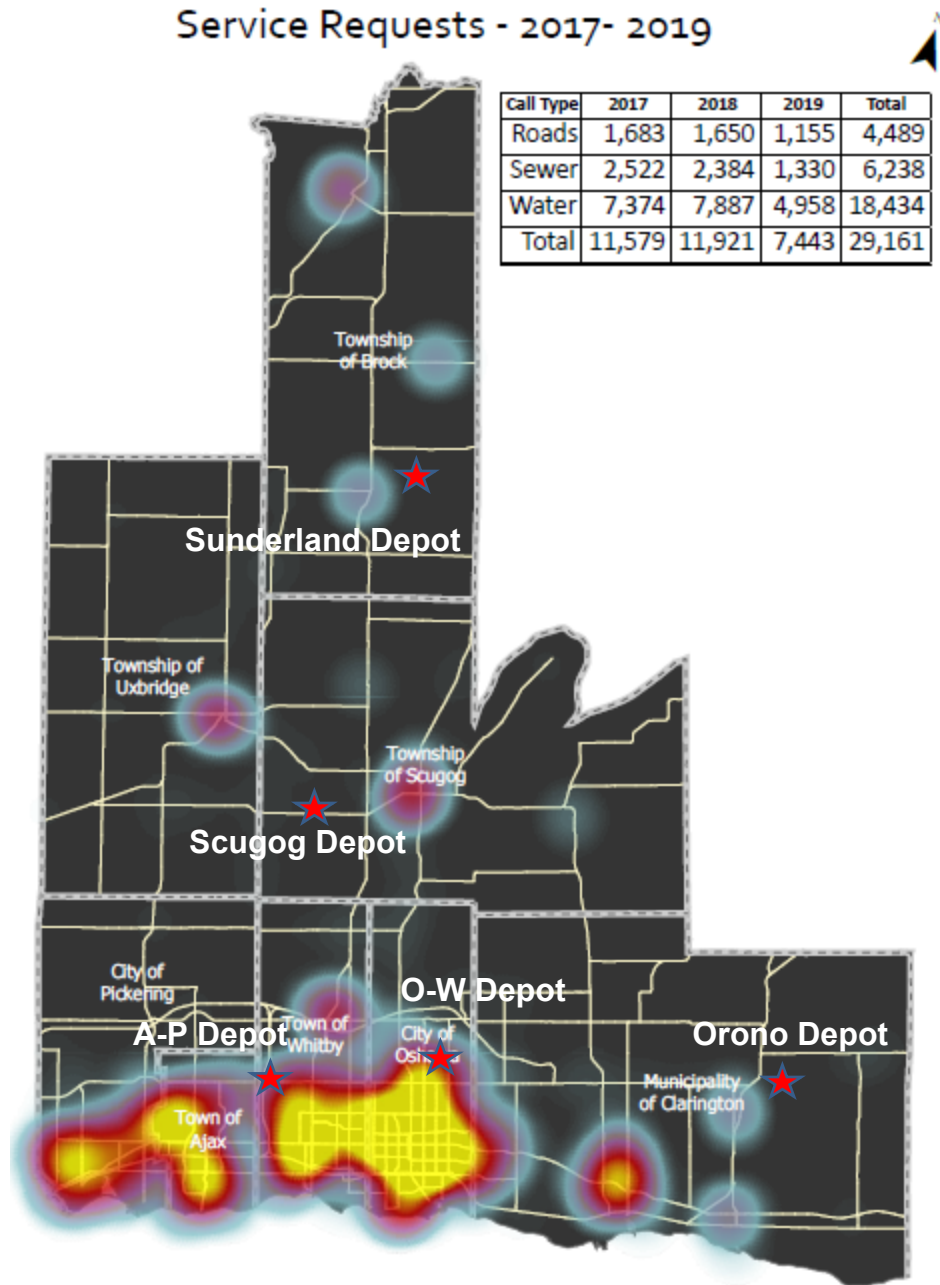 Service Requests - 2017- 2019
Call Type 2017 2018 2019 Total
Roads 1,683 1,650 1,155 4,489
Sewer 2,522 2,384 1,330 6,238
Water 7,374 7,887 4,958 18,434
Total 11,579 11,921 7,443 29,161
Township
of Brock
Sunderland Depot
Township of
Uxbridge
Township
of Scugog
Scugog Depot
City of
Pickering
O-W Depot
A-P Depot
Town of
Whitby
City of
Orono Depot
Municipality
of Clarington
Town of
Ajax